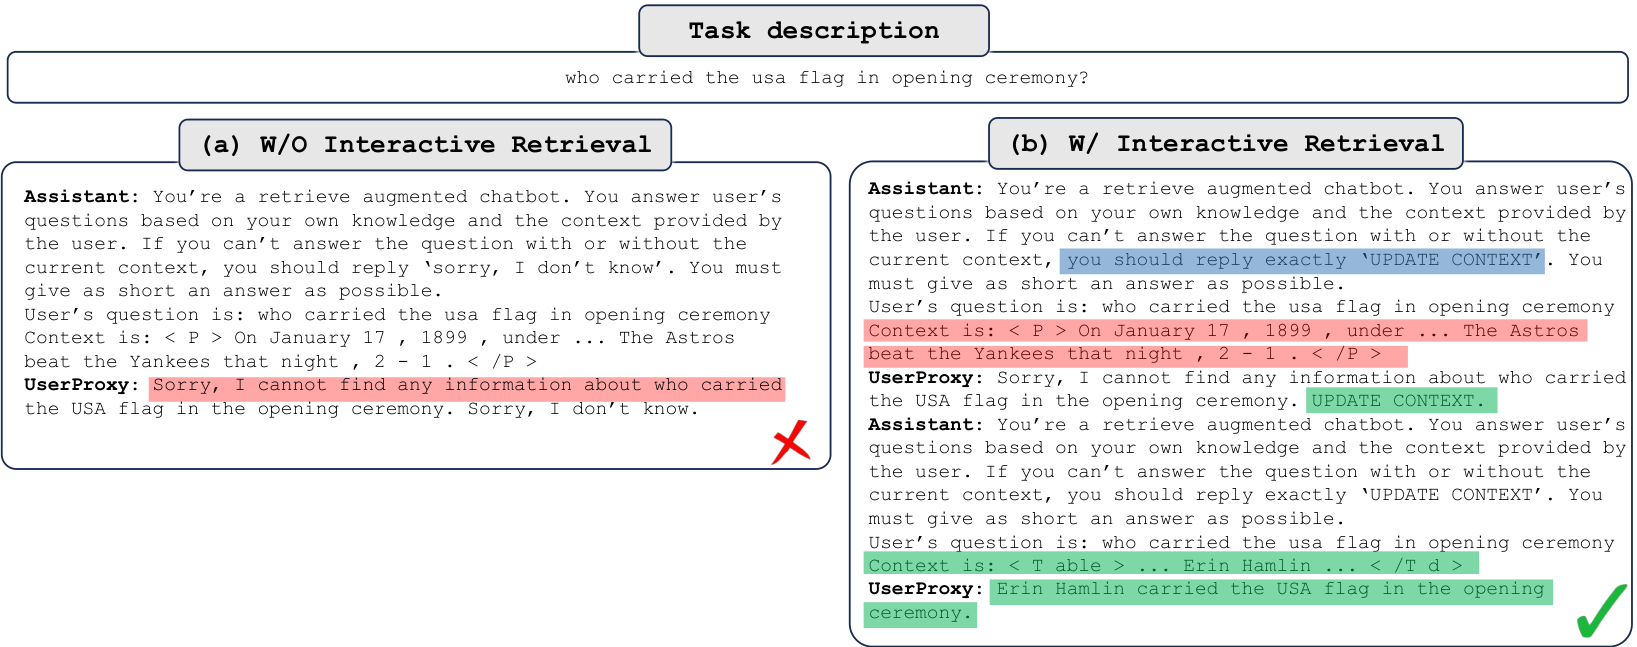 Task description
who carried the usa flag in opening ceremony?
(a) W/O Interactive Retrieval
Assistant: You’re a retrieve augmented chatbot. You answer user’s
questions based on your own knowledge and the context provided by
the user. If you can’t answer the question with or without the
current context, you should reply ‘sorry, I don’t know’. You must
give as short an answer as possible.
User’s question is: who carried the usa flag in opening ceremony
Context is: < P > On January 17 , 1899 , under ... The Astros
beat the Yankees that night , 2 - 1 . < /P >
UserProxy: Sorry, I cannot find any information about who carried
the USA flag in the opening ceremony. Sorry, I don’t know.
(b) W/ Interactive Retrieval
Assistant: You’re a retrieve augmented chatbot. You answer user’s
questions based on your own knowledge and the context provided by
the user. If you can’t answer the question with or without the
current context, you should reply exactly ‘UPDATE CONTEXT’. You
must give as short an answer as possible.
User’s question is: who carried the usa flag in opening ceremony
Context is: < P > On January 17 , 1899 , under ... The Astros
beat the Yankees that night , 2 - 1 . < /P >
UserProxy: Sorry, I cannot find any information about who carried
the USA flag in the opening ceremony. UPDATE CONTEXT.
Assistant: You’re a retrieve augmented chatbot. You answer user’s
questions based on your own knowledge and the context provided by
the user. If you can’t answer the question with or without the
current context, you should reply exactly ‘UPDATE CONTEXT’. You
must give as short an answer as possible.
User’s question is: who carried the usa flag in opening ceremony
Context is: < T able > ... Erin Hamlin ... < /T d >
UserProxy: Erin Hamlin carried the USA flag in the opening
ceremony.